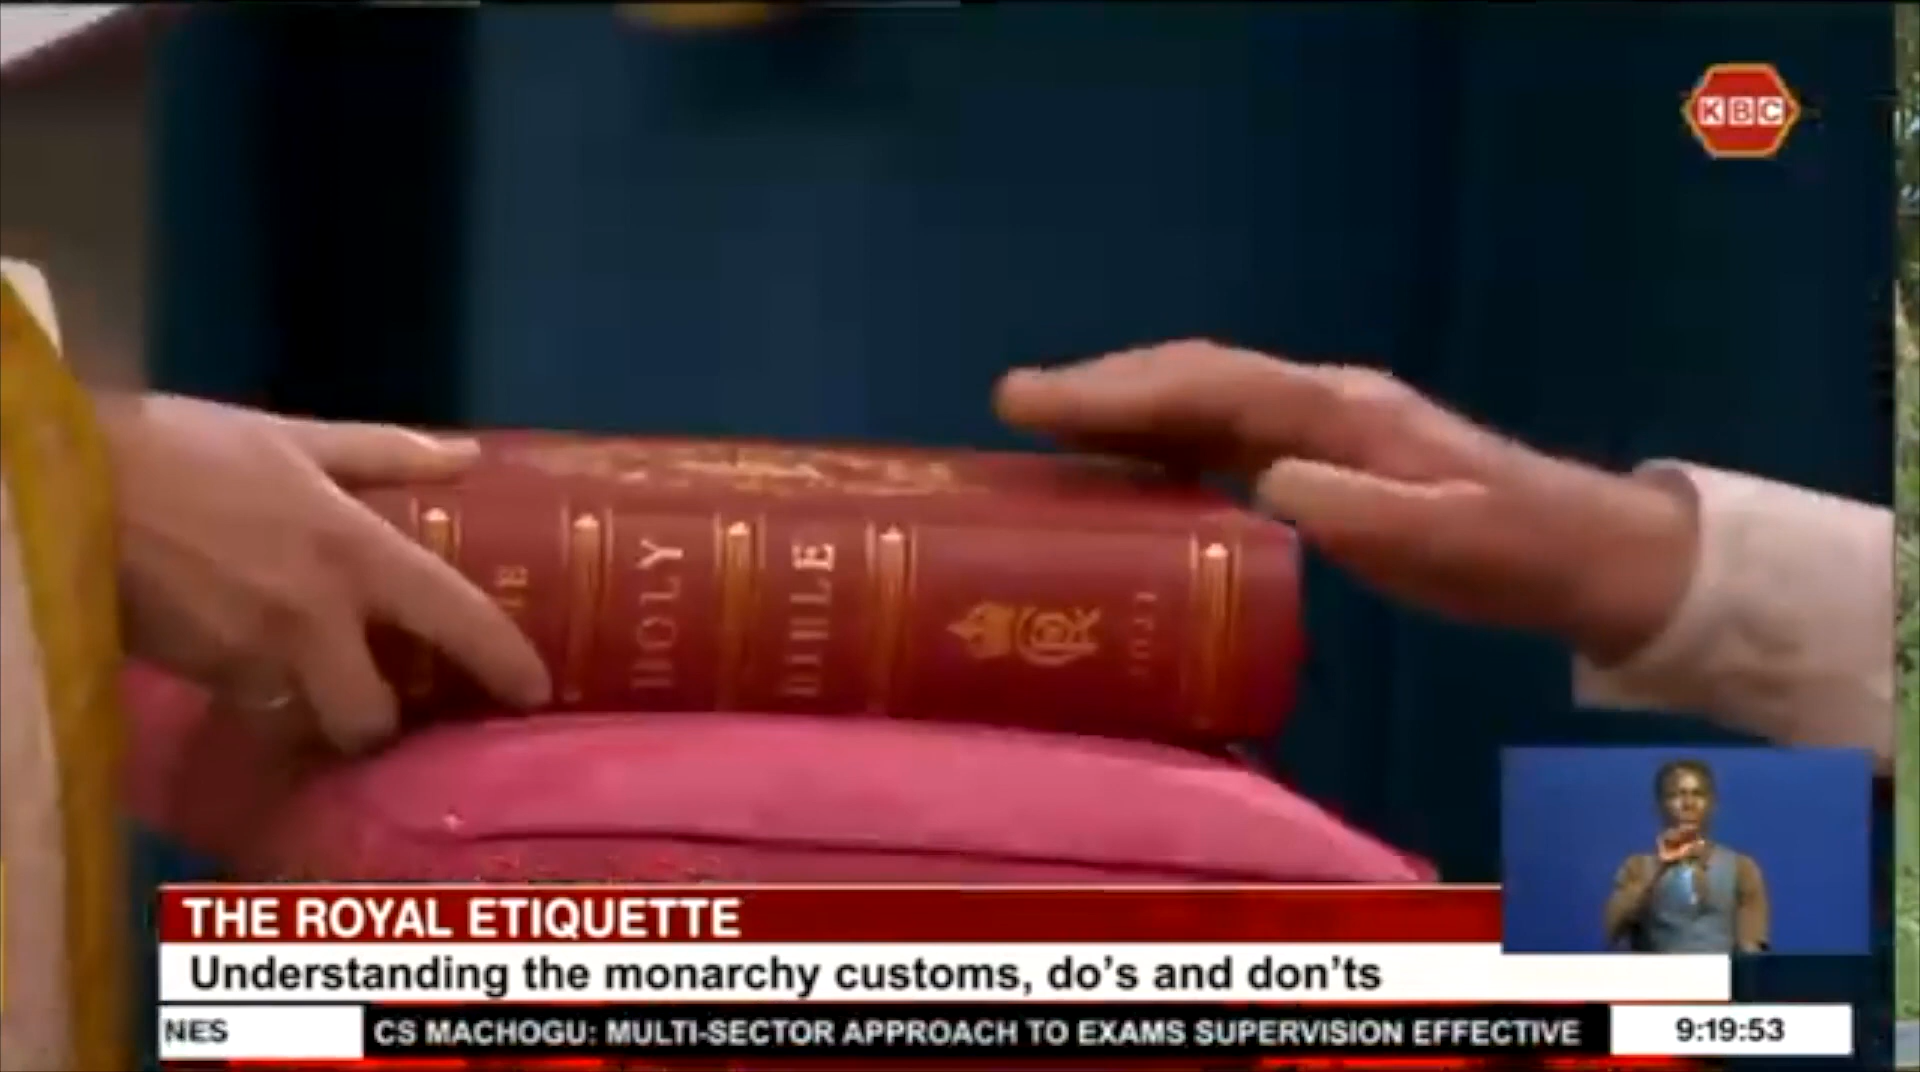 KBC
HOLY
BIBLE
THE ROYAL ETIQUETTE
Understanding the monarchy customs, do's and don'ts
NES
CS MACHOGU: MULTI-SECTOR APPROACH TO EXAMS SUPERVISION EFFECTIVE
9:19:53